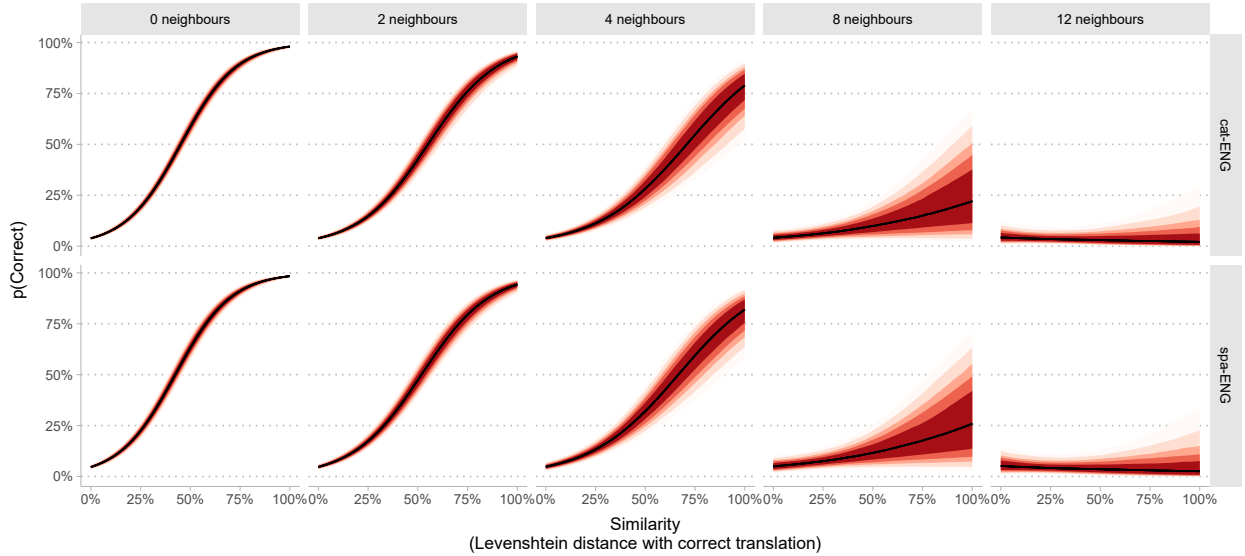 0 neighbours 2 neighbours 4 neighbours 8 neighbours 12 neighbours
100%
75%
50%
25%
0%
cat-ENG
p(Correct)
100%
75%
50%
25%
0%
spa-ENG
0% 25% 50% 75% 100% 0% 25% 50% 75% 100% 0% 25% 50% 75% 100% 0% 25% 50% 75% 100% 0% 25% 50% 75% 100%
Similarity
(Levenshtein distance with correct translation)